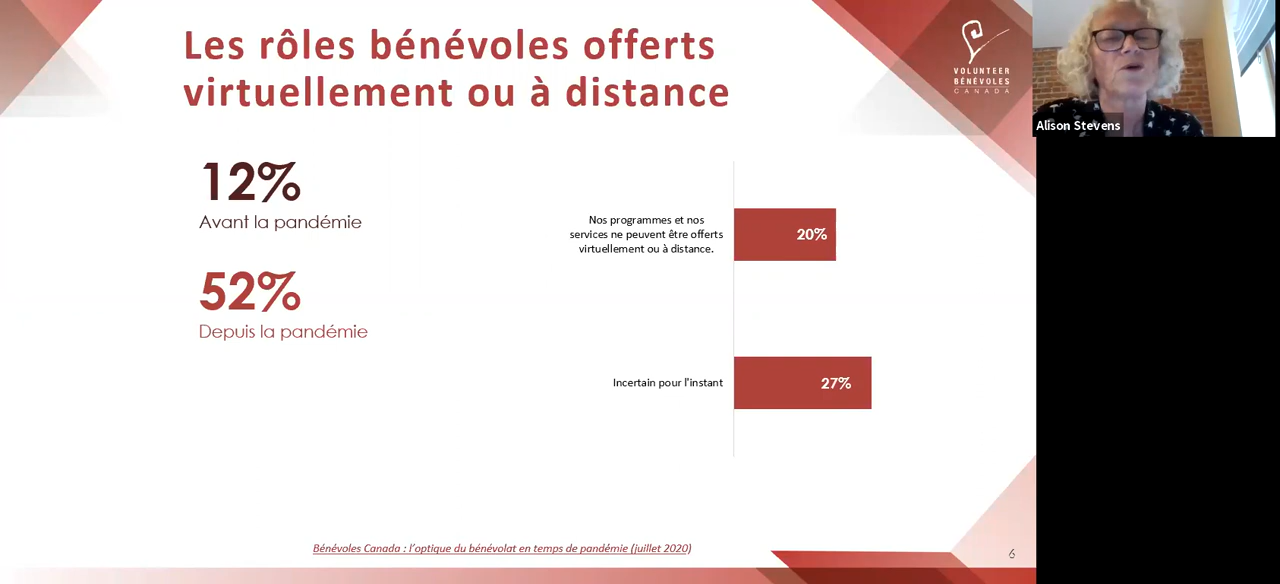 Les rôles bénévoles offerts
virtuellement ou à distance
VOLUNTEER
BÉNÉVOLES
CANADA
Alison Stevens
12%
Avant la pandémie
52%
Depuis la pandémie
Nos programmes et nos
services ne peuvent être offerts
virtuellement ou à distance.
20%
Incertain pour l'instant
27%
Bénévoles Canada : l'optique du bénévolat en temps de pandémie (juillet 2020)
6